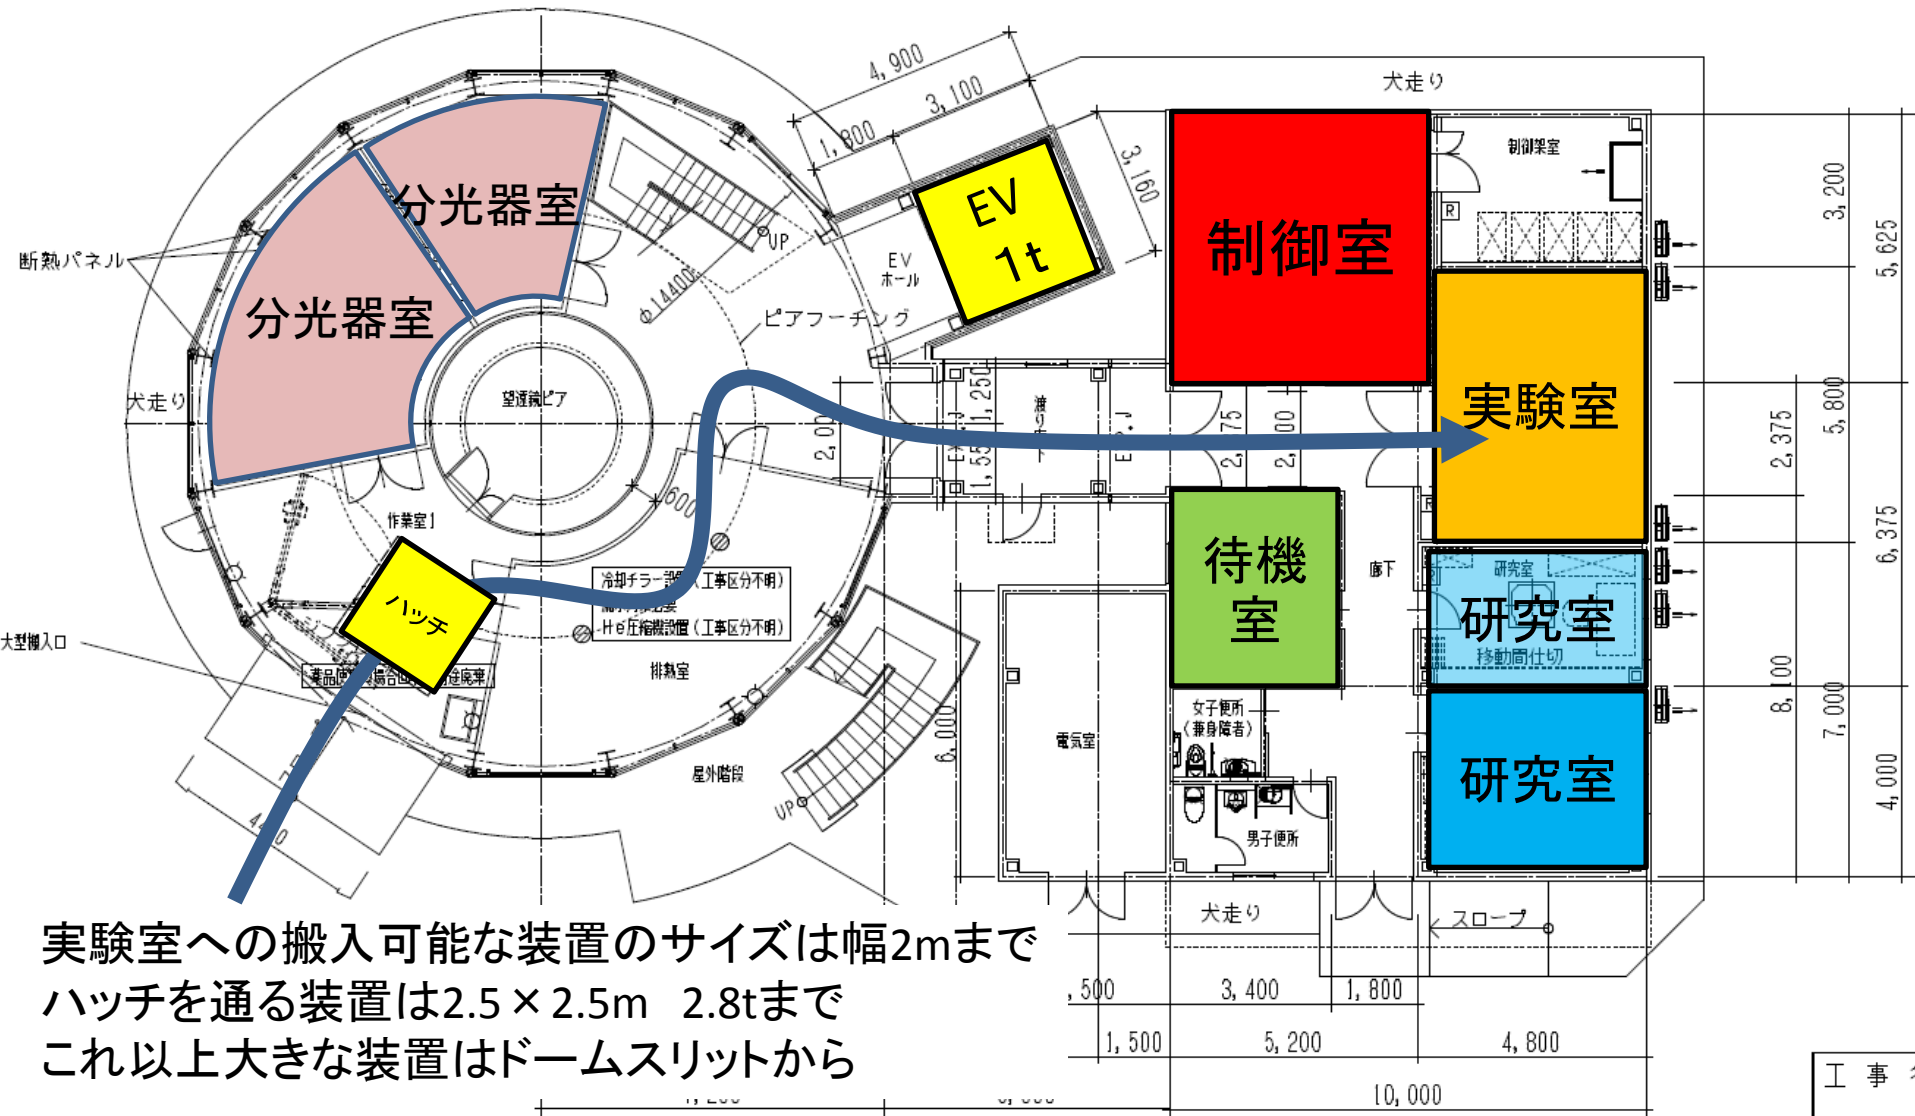 4,900
3,100
1,800
3,160
犬走り
制御架室
R
EV
1t
EV
ホール
制御室
3,200
5,625
分光器室
分光器室
断熱パネル
UP
φ14400
ピアフーチング
犬走り
望遠鏡ピア
実験室
2,375
5,800
6,375
1,250
渡り
2,000
作業室1
600
ハッチ
冷却チラー設置(工事区分不明)
He圧縮機設置(工事区分不明)
排熱室
大型搬入口
待機
室
廊下
研究室
研究室
移動間仕切
研究室
8,100
7,000
4,000
6,000
電気室
女子便所
(兼身障者)
男子便所
屋外階段
UP
犬走り
スロープ
実験室への搬入可能な装置のサイズは幅2mまで
ハッチを通る装置は2.5×2.5m 2.8tまで
これ以上大きな装置はドームスリットから
,500
3,400
1,800
1,500
5,200
4,800
10,000
工 事